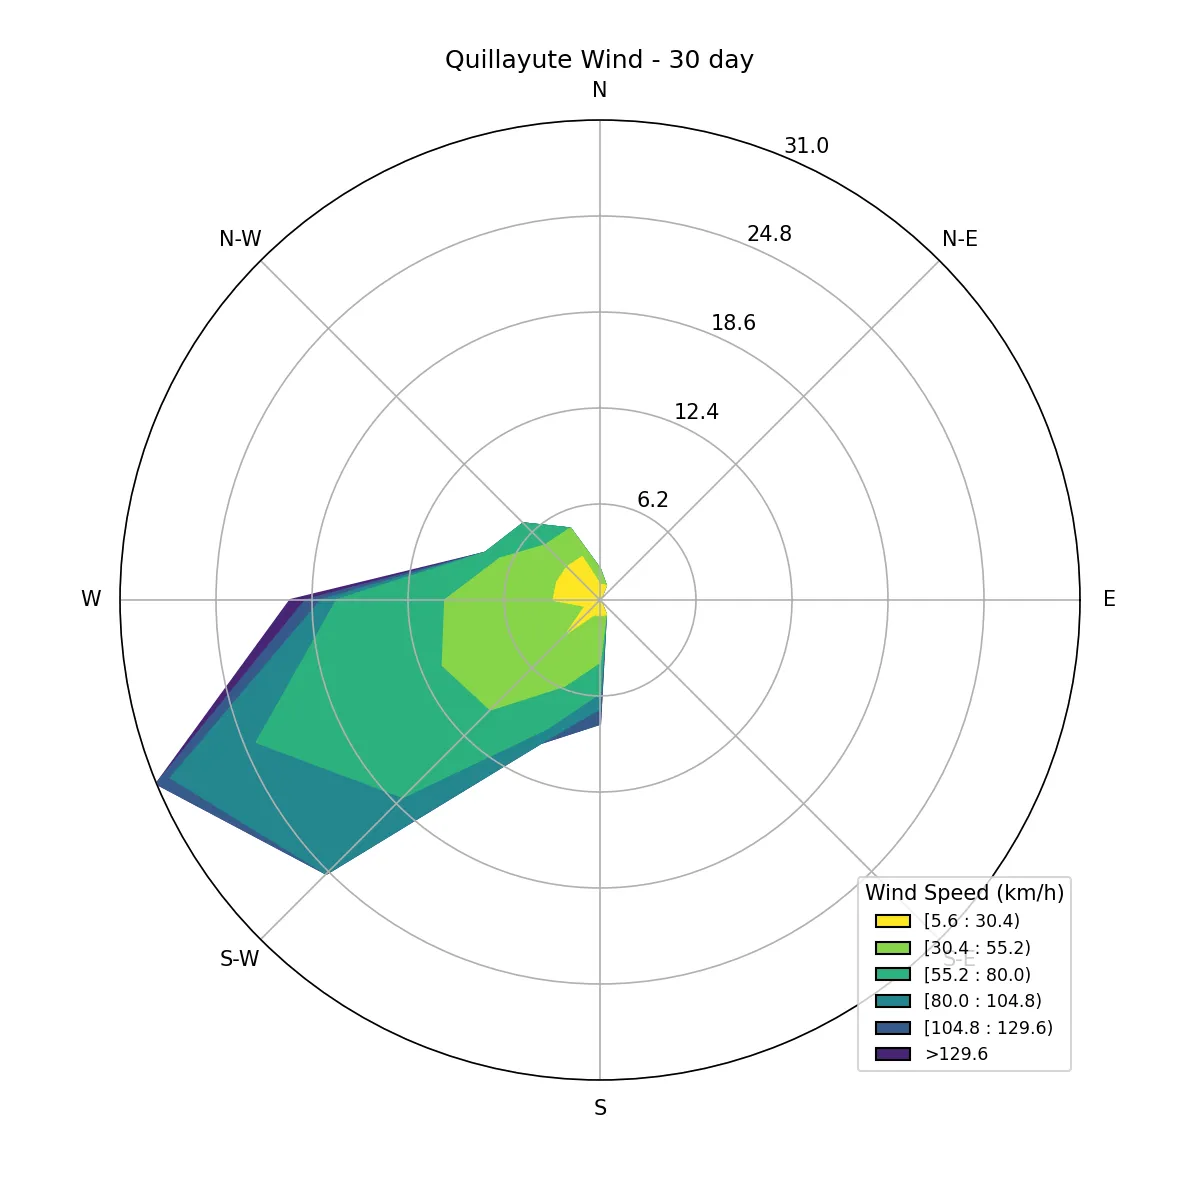 Quillayute Wind - 30 day
N
31.0
24.8
N-W
N-E
18.6
12.4
6.2
W
E
Wind Speed (km/h)
[5.6 : 30.4)
[30.4 : 55.2)
S-W
S-E
[55.2 : 80.0)
[80.0 : 104.8)
[104.8 : 129.6)
>129.6
S